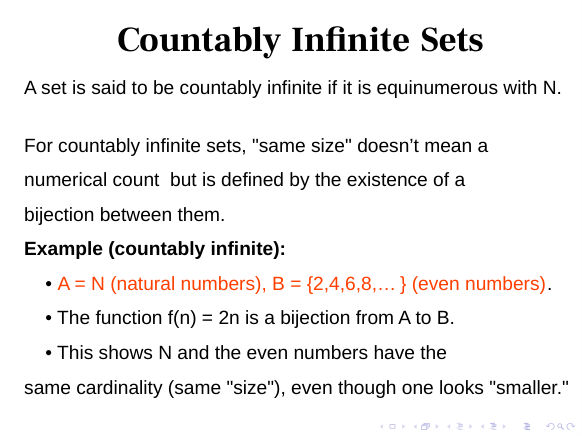 Countably Infinite Sets
A set is said to be countably infinite if it is equinumerous with N.
For countably infinite sets, "same size" doesn’t mean a
numerical count  but is defined by the existence of a
bijection between them.
Example (countably infinite):
• A = N (natural numbers), B = {2,4,6,8,… } (even numbers).
• The function f(n) = 2n is a bijection from A to B.
• This shows N and the even numbers have the
same cardinality (same "size"), even though one looks "smaller."